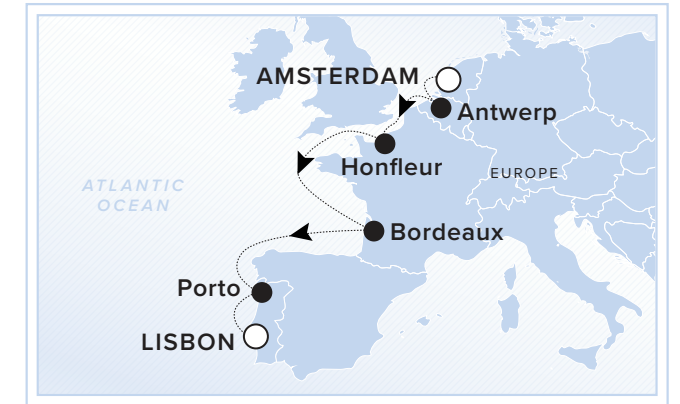 AMSTERDAM
Antwerp
Honfleur
EUROPE
ATLANTIC
OCEAN
Bordeaux
Porto
LISBON